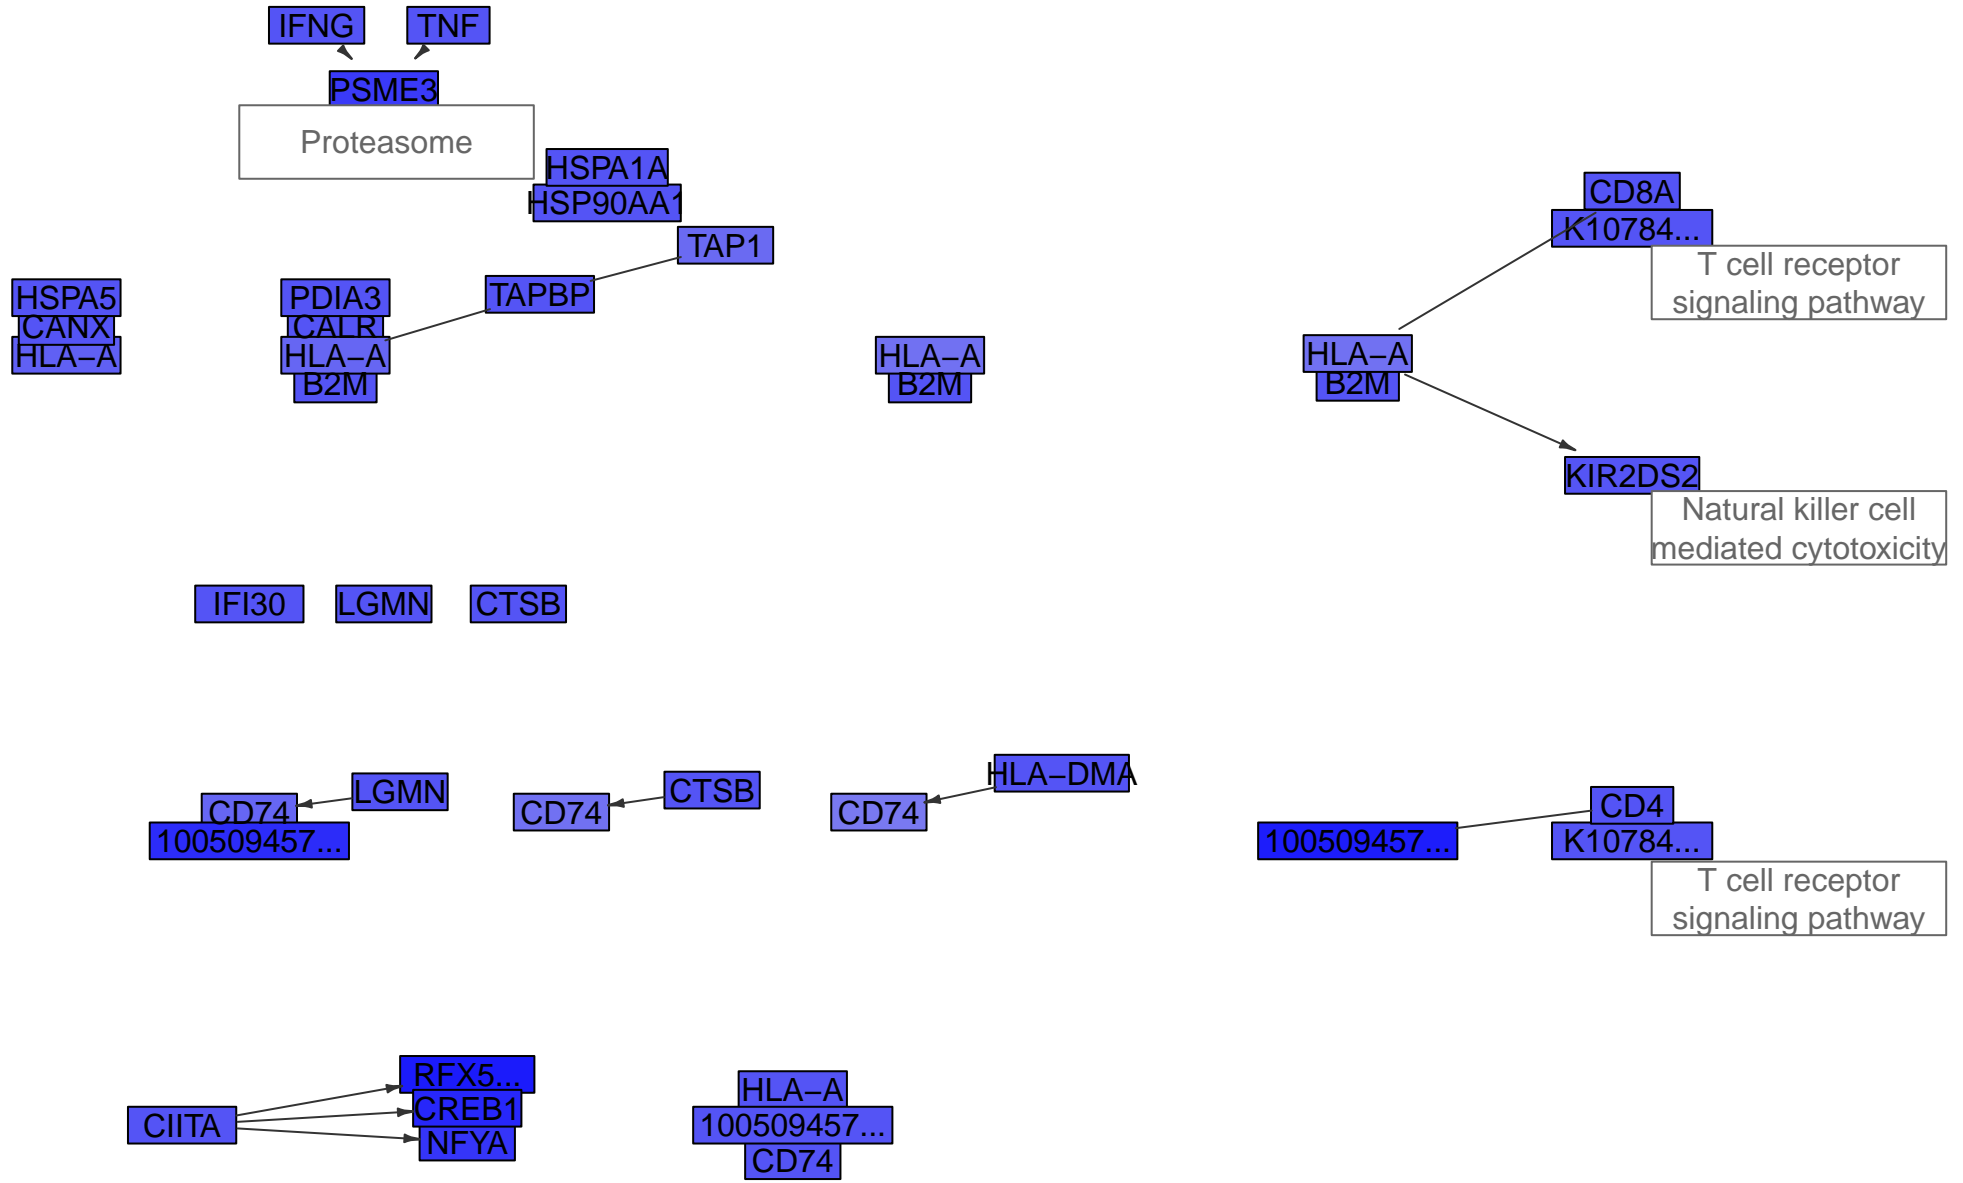 IFNG
TNF
PSME3
Proteasome
HSPA1A
HSP90AA1
TAP1
TAPBP
HSPA5
CANX
HLA−A
PDIA3
CALR
HLA−A
B2M
HLA−A
B2M
CD8A
K10784...
T cell receptor
signaling pathway
HLA−A
B2M
KIR2DS2
Natural killer cell
mediated cytotoxicity
IFI30
LGMN
CTSB
LGMN
CD74
100509457...
CTSB
CD74
HLA−DMA
CD74
CD4
100509457...
K10784...
T cell receptor
signaling pathway
CIITA
RFX5...
CREB1
NFYA
HLA−A
100509457...
CD74